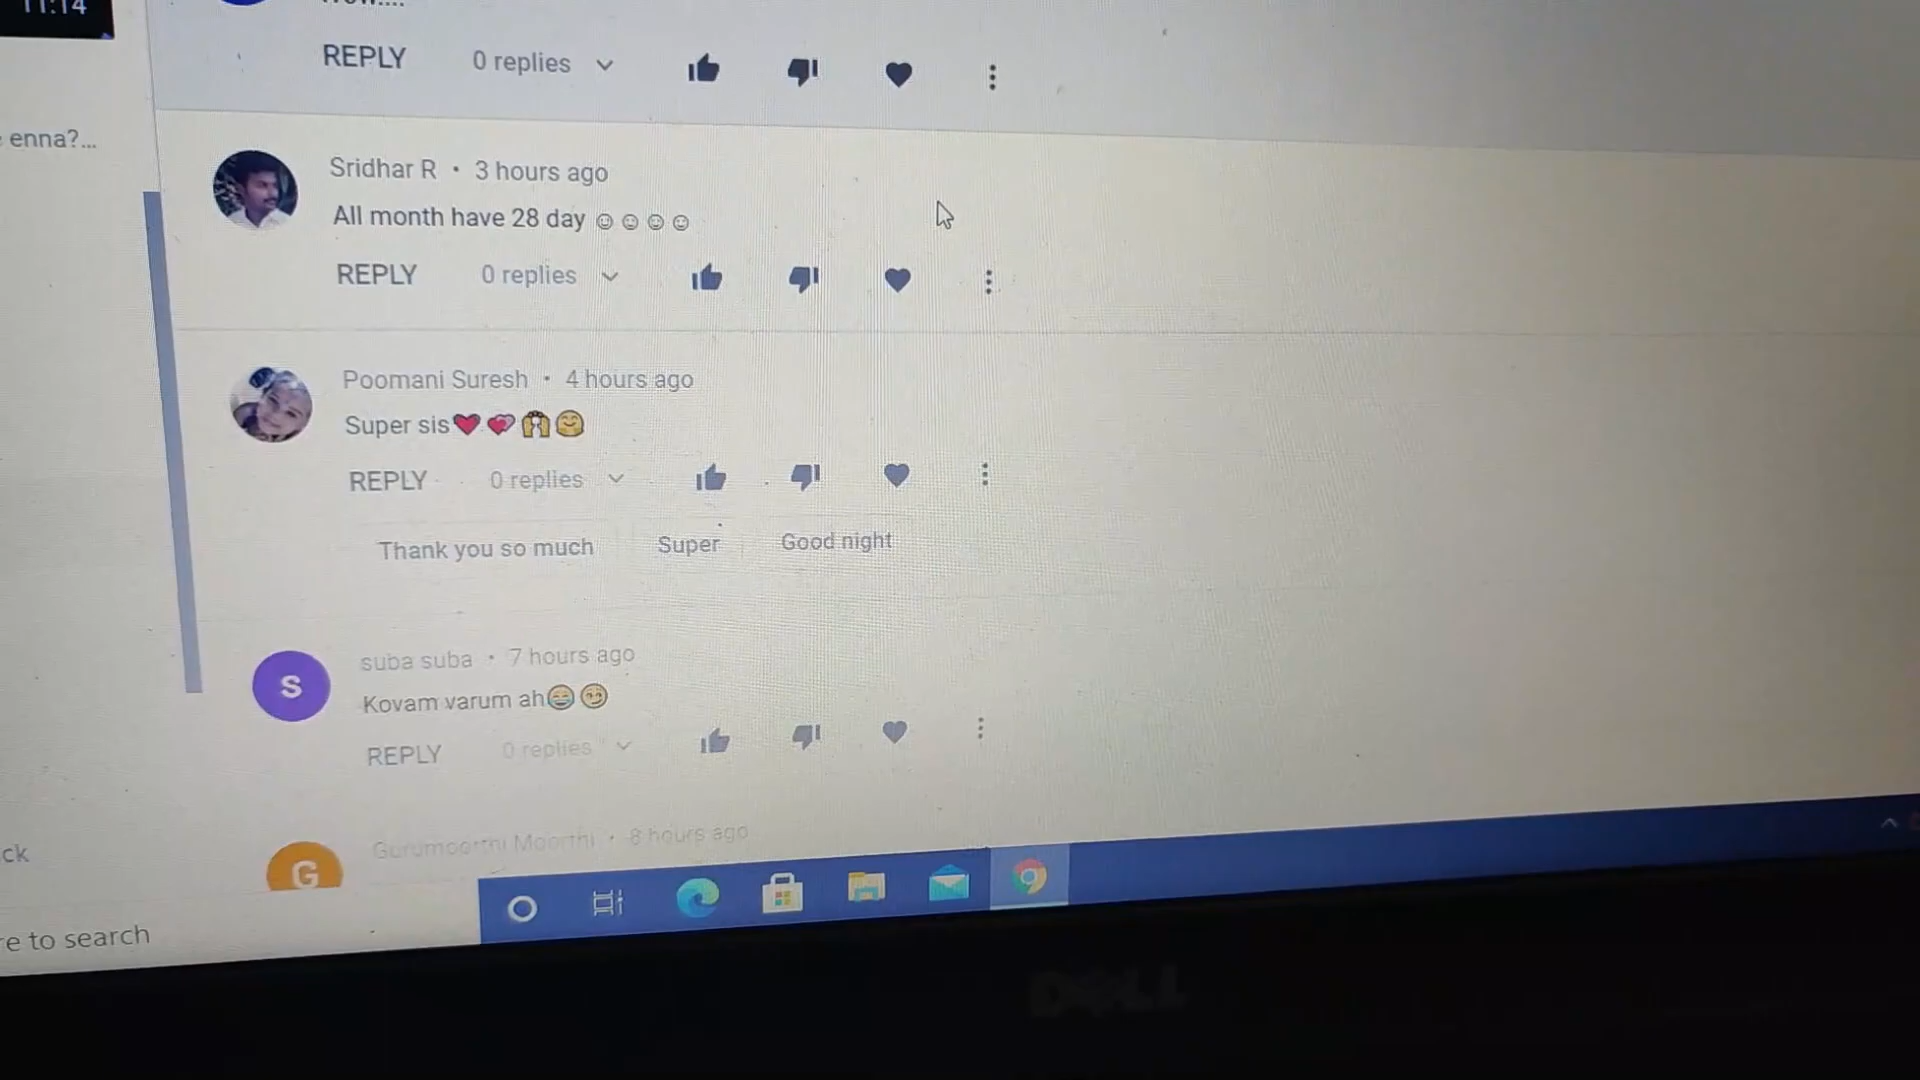 11:14
REPLY 0 replies
enna?...
Sridhar R • 3 hours ago
All month have 28 day ☺☺☺☺
REPLY 0 replies
Poomani Suresh • 4 hours ago
Super sis❤️💞🙌🤗
REPLY 0 replies
Thank you so much Super Good night
S
suba suba • 7 hours ago
Kovam varum ah😂😏
REPLY 0 replies
G
Gurumoorthi Moorthi • 8 hours ago
ck
re to search
DELL